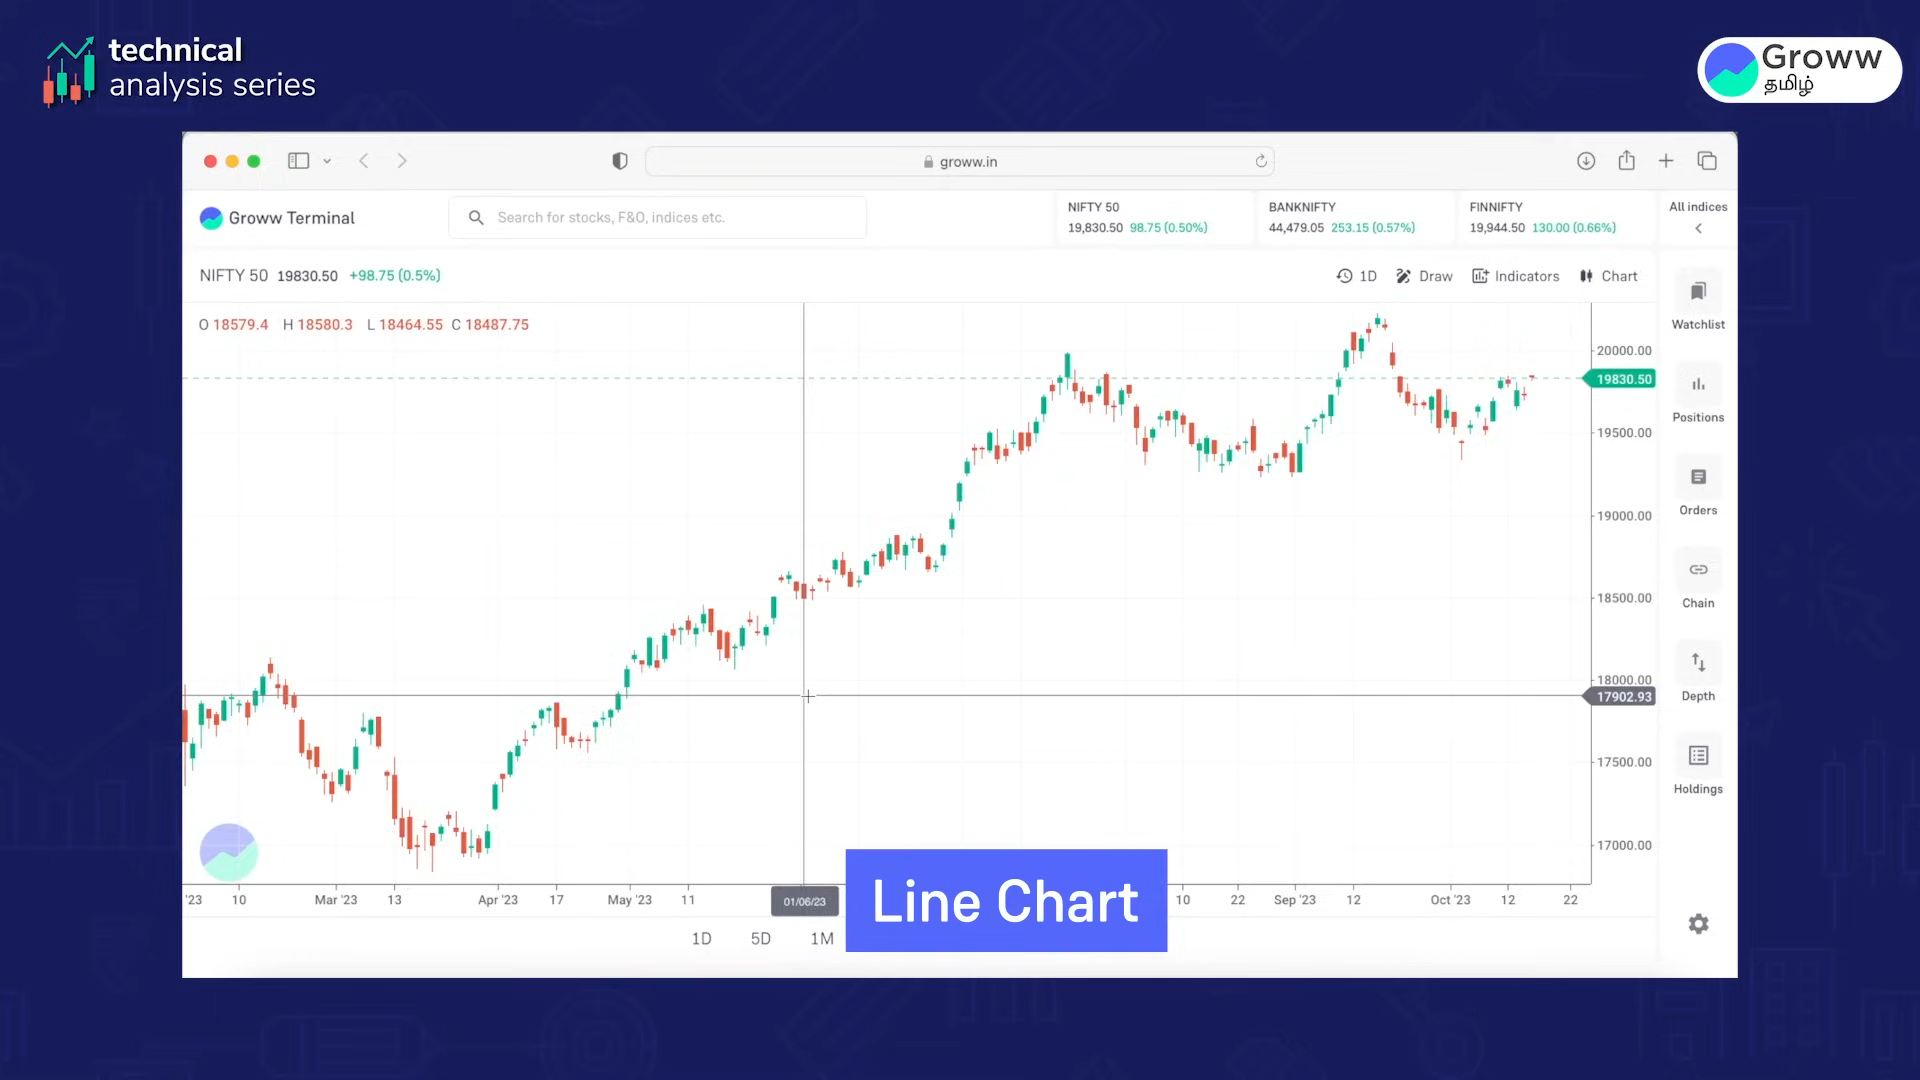 technical
analysis series
Groww
தமிழ்
groww.in
Groww Terminal
Search for stocks, F&O, indices etc.
NIFTY 50
19,830.50 98.75 (0.50%)
BANKNIFTY
44,479.05 253.15 (0.57%)
FINNIFTY
19,944.50 130.00 (0.66%)
All indices
NIFTY 50 19830.50 +98.75 (0.5%)
1D Draw Indicators Chart
O 18579.4 H 18580.3 L 18464.55 C 18487.75
20000.00
19830.50
19500.00
19000.00
18500.00
18000.00
17902.93
17500.00
17000.00
Watchlist
Positions
Orders
Chain
Depth
Holdings
'23 10 Mar '23 13 Apr '23 17 May '23 11 01/06/23 10 22 Sep '23 12 Oct '23 12 22
Line Chart
1D 5D 1M